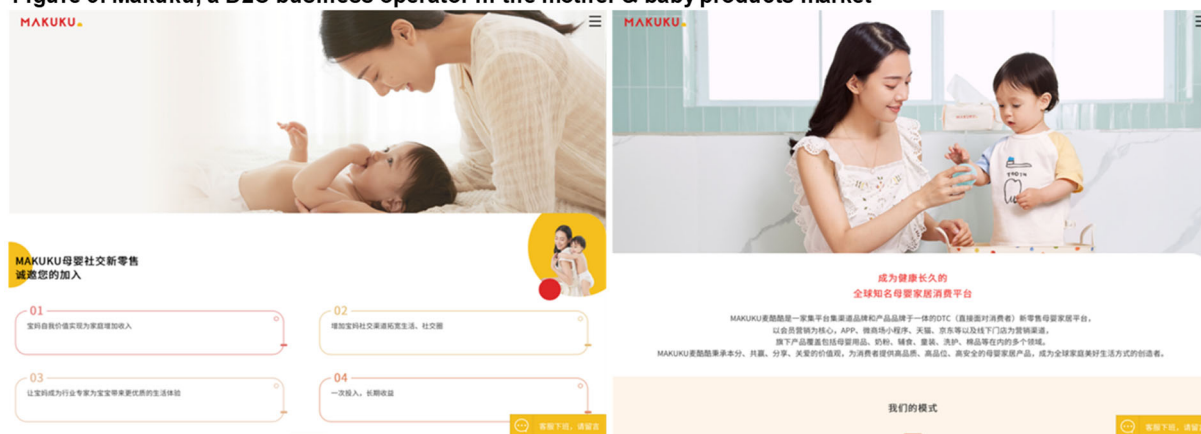 Figure 3. Makuku, a D2C business operator in the mother & baby products market
MAKUKU
MAKUKU母婴社交新零售
诚邀您的加入
01
宝妈自我价值实现为家庭增加收入
02
增加宝妈社交渠道拓宽生活、社交圈
03
让宝妈成为行业专家为宝宝带来更优质的生活体验
04
一次投入，长期收益
客服下班，请留言
MAKUKU
MAKUKU
TOOTH
成为健康长久的
全球知名母婴家居消费平台
MAKUKU麦酷酷是一家集平台集渠道品牌和产品品牌于一体的DTC（直接面对消费者）新零售母婴家居平台，
以会员营销为核心，APP、微商场小程序、天猫、京东等以及线下门店为营销渠道，
旗下产品覆盖包括母婴用品、奶粉、辅食、童装、洗护、棉品等在内的多个领域。
MAKUKU麦酷酷秉承本分、共赢、分享、关爱的价值观，为消费者提供高品质、高品位、高安全的母婴家居产品，成为全球家庭美好生活方式的创造者。
我们的模式
客服下班，请留